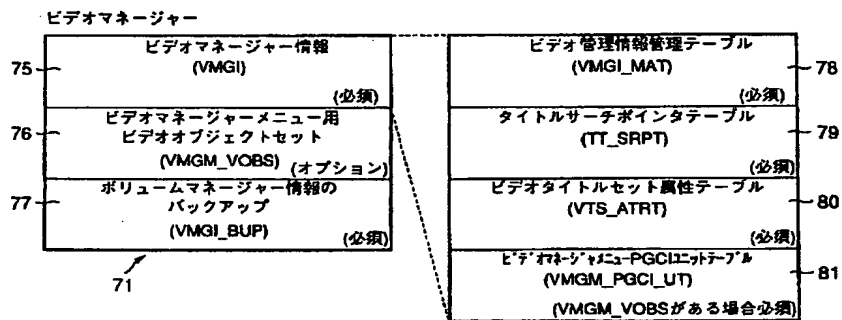 ビデオマネージャー
75
ビデオマネージャー情報
(VMGI)
(必須)
76
ビデオマネージャーメニュー用
ビデオオブジェクトセット
(VMGM_VOBS)
(オプション)
77
ボリュームマネージャー情報の
バックアップ
(VMGI_BUP)
(必須)
71
ビデオ管理情報管理テーブル
(VMGI_MAT)
(必須)
78
タイトルサーチポインタテーブル
(TT_SRPT)
(必須)
79
ビデオタイトルセット属性テーブル
(VTS_ATRT)
(必須)
80
ビデオマネージャメニューPGCIユニットテーブル
(VMGM_PGCI_UT)
(VMGM_VOBSがある場合必須)
81